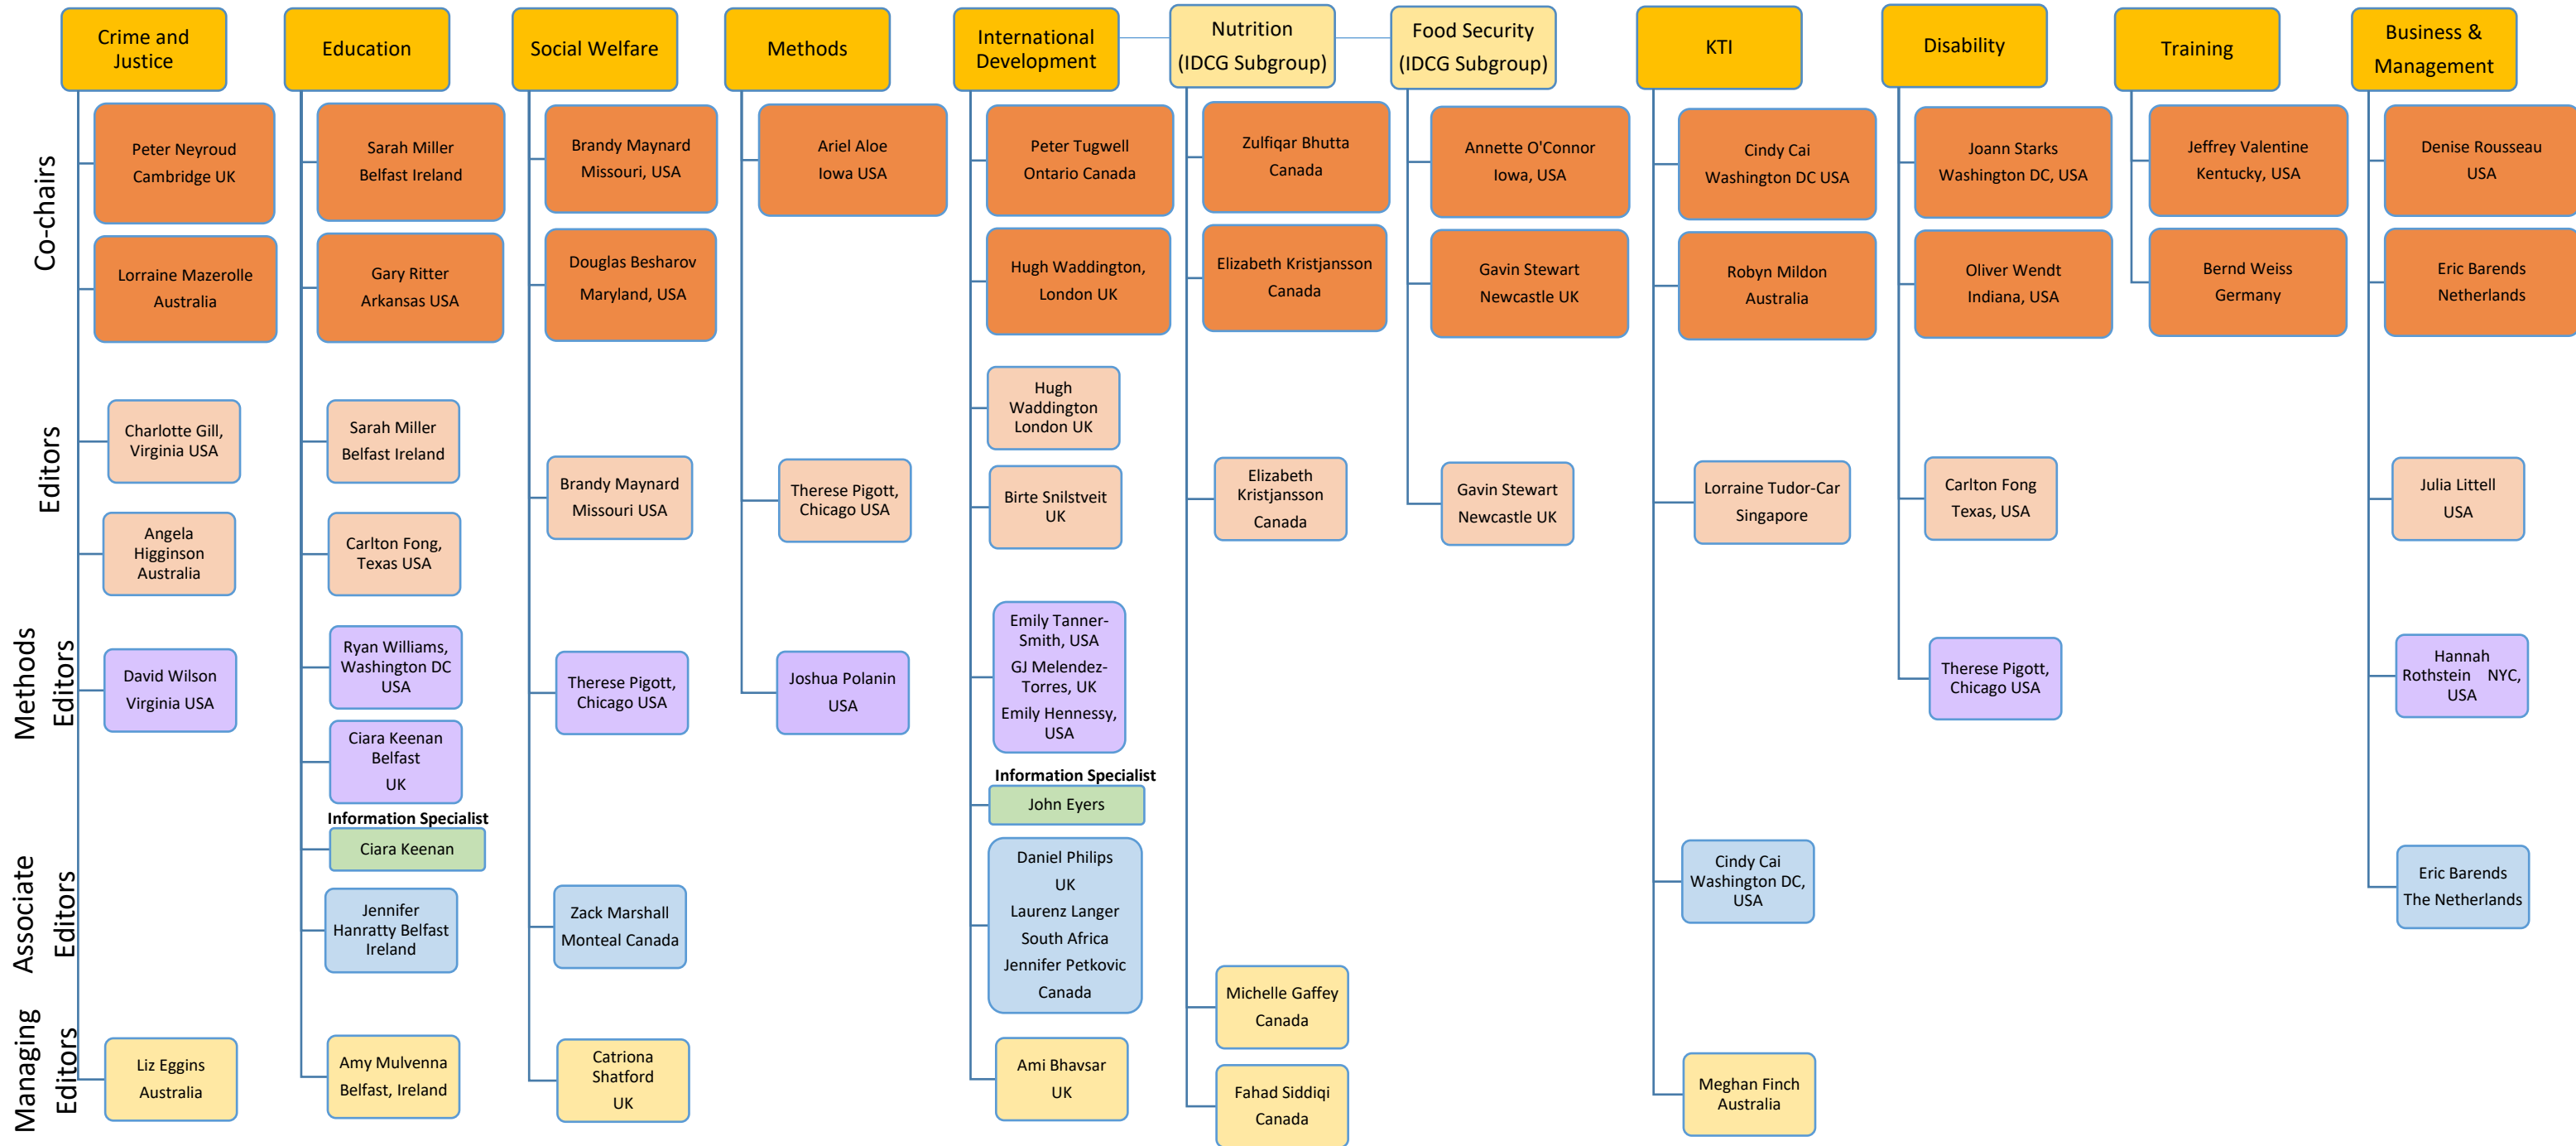 Crime and
Justice
Education
Social Welfare
Methods
International
Development
Nutrition
(IDCG Subgroup)
Food Security
(IDCG Subgroup)
KTI
Disability
Training
Business &
Management
Co-chairs
Peter Neyroud
Cambridge UK
Sarah Miller
Belfast Ireland
Brandy Maynard
Missouri, USA
Ariel Aloe
Iowa USA
Peter Tugwell
Ontario Canada
Zulfiqar Bhutta
Canada
Annette O'Connor
Iowa, USA
Cindy Cai
Washington DC USA
Joann Starks
Washington DC, USA
Jeffrey Valentine
Kentucky, USA
Denise Rousseau
USA
Lorraine Mazerolle
Australia
Gary Ritter
Arkansas USA
Douglas Besharov
Maryland, USA
Hugh Waddington,
London UK
Elizabeth Kristjansson
Canada
Gavin Stewart
Newcastle UK
Robyn Mildon
Australia
Oliver Wendt
Indiana, USA
Bernd Weiss
Germany
Eric Barends
Netherlands
Editors
Charlotte Gill,
Virginia USA
Sarah Miller
Belfast Ireland
Brandy Maynard
Missouri USA
Therese Pigott,
Chicago USA
Hugh
Waddington
London UK
Birte Snilstveit
UK
Elizabeth
Kristjansson
Canada
Gavin Stewart
Newcastle UK
Lorraine Tudor-Car
Singapore
Carlton Fong
Texas, USA
Julia Littell
USA
Angela
Higginson
Australia
Carlton Fong,
Texas USA
Methods
Editors
David Wilson
Virginia USA
Ryan Williams,
Washington DC
USA
Ciara Keenan
Belfast
UK
Therese Pigott,
Chicago USA
Joshua Polanin
USA
Emily Tanner-
Smith, USA
GJ Melendez-
Torres, UK
Emily Hennessy,
USA
Therese Pigott,
Chicago USA
Hannah
Rothstein NYC,
USA
Information Specialist
Ciara Keenan
Information Specialist
John Eyers
Associate
Editors
Jennifer
Hanratty Belfast
Ireland
Zack Marshall
Monteal Canada
Daniel Philips
UK
Laurenz Langer
South Africa
Jennifer Petkovic
Canada
Cindy Cai
Washington DC,
USA
Eric Barends
The Netherlands
Managing
Editors
Liz Eggins
Australia
Amy Mulvenna
Belfast, Ireland
Catriona
Shatford
UK
Ami Bhavsar
UK
Michelle Gaffey
Canada
Fahad Siddiqi
Canada
Meghan Finch
Australia